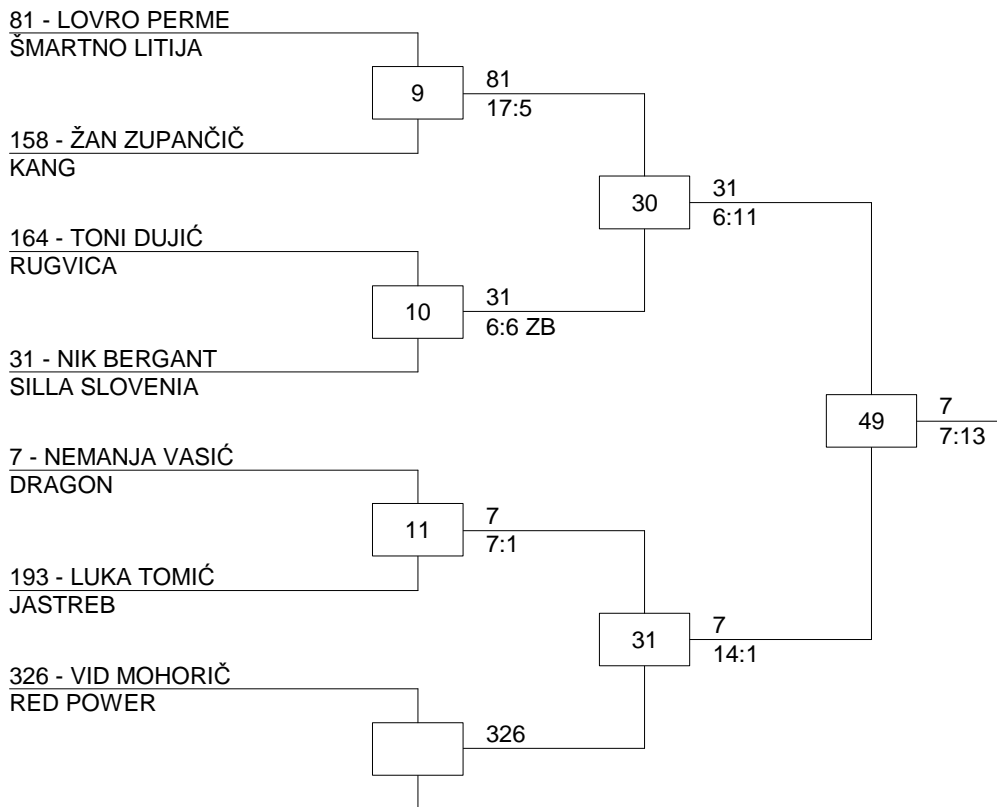 81 - LOVRO PERME
ŠMARTNO LITIJA
9
81
17:5
158 - ŽAN ZUPANČIČ
KANG
30
31
6:11
164 - TONI DUJIĆ
RUGVICA
10
31
6:6 ZB
31 - NIK BERGANT
SILLA SLOVENIA
49
7
7:13
7 - NEMANJA VASIĆ
DRAGON
11
7
7:1
193 - LUKA TOMIĆ
JASTREB
31
7
14:1
326 - VID MOHORIČ
RED POWER
326